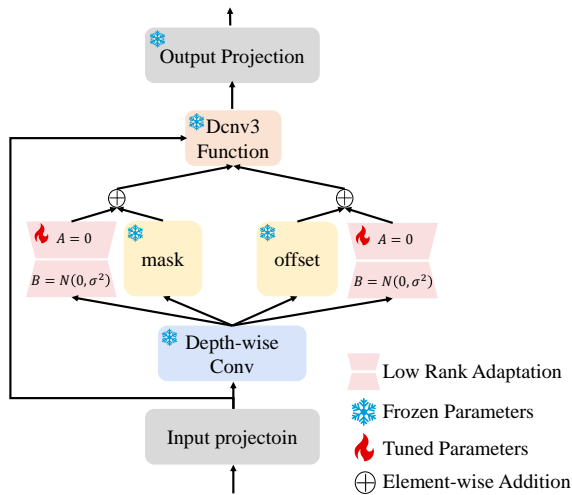 Output Projection
Dcnv3
Function
A = 0
mask
offset
A = 0
B = N(0, σ²)
B = N(0, σ²)
Depth-wise
Conv
Input projectoin
Low Rank Adaptation
Frozen Parameters
Tuned Parameters
Element-wise Addition